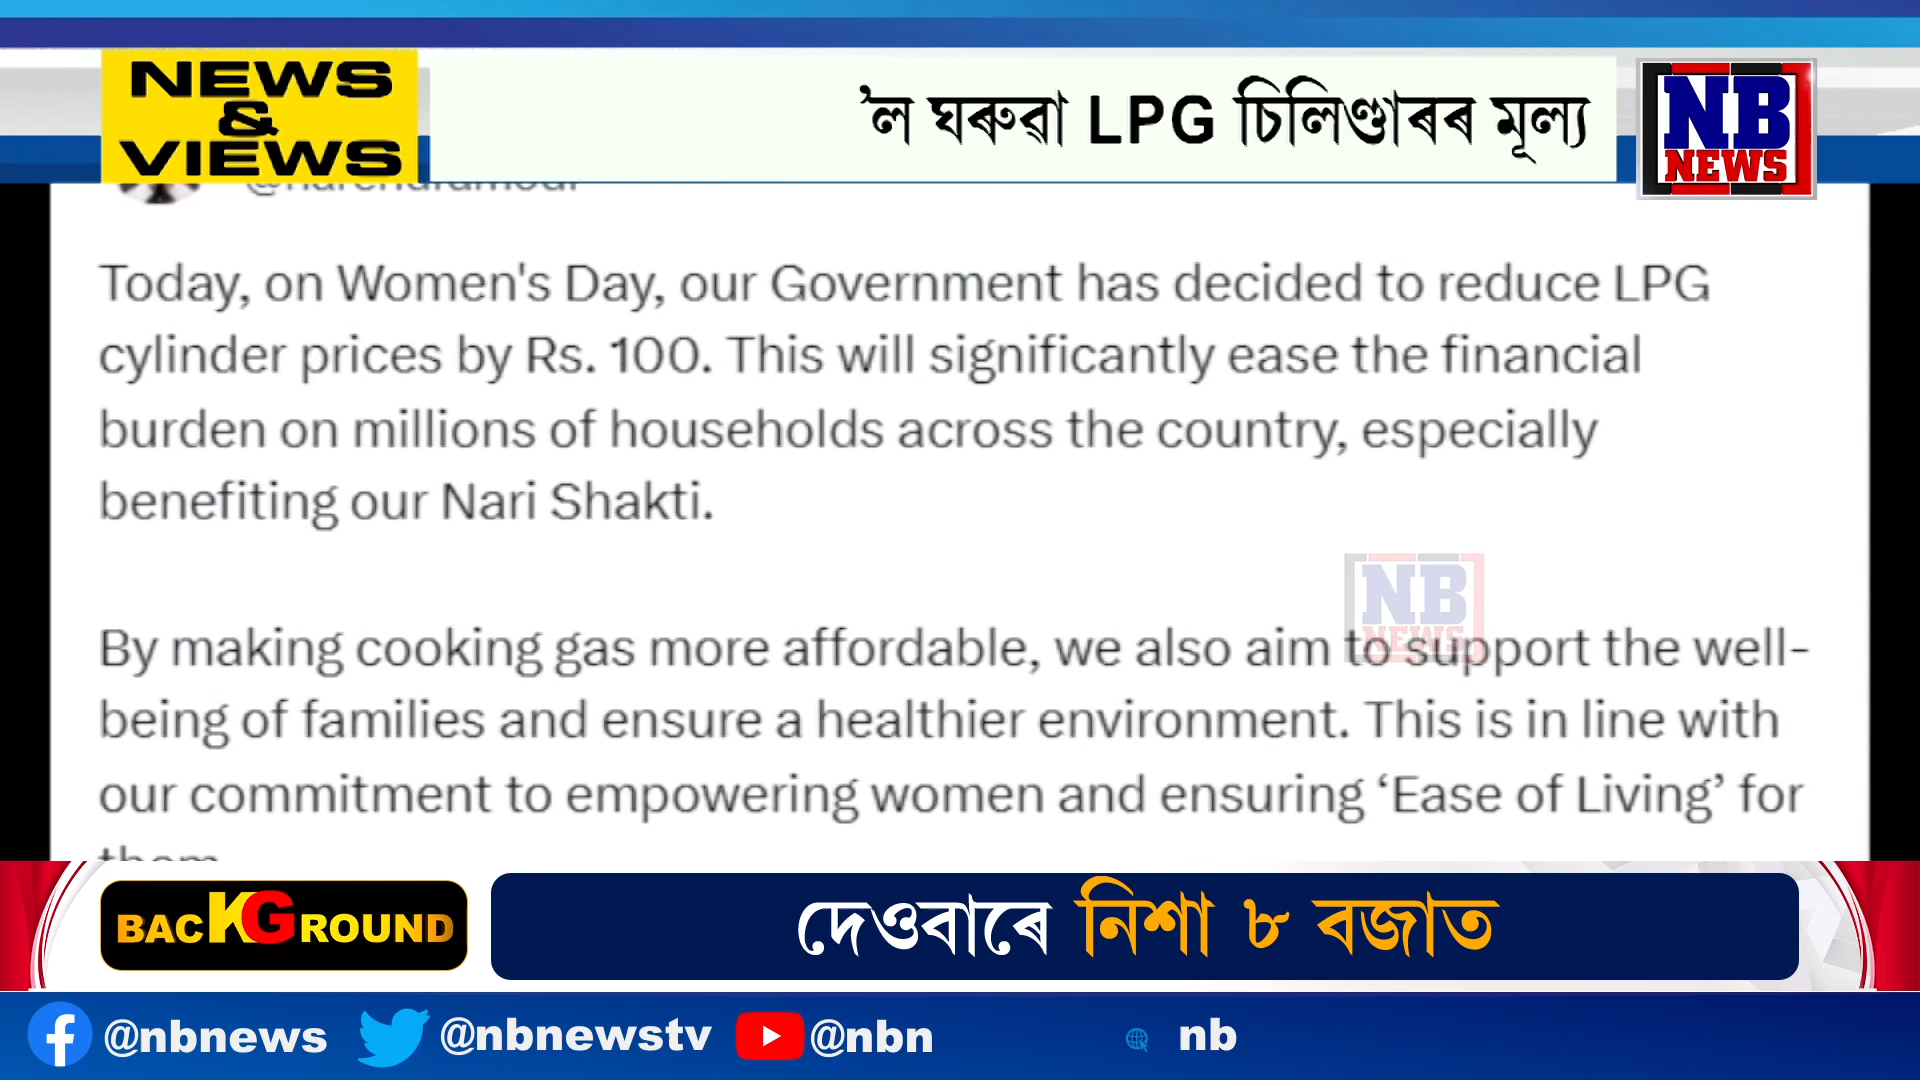 NEWS
&
VIEWS
'ল ঘৰুৱা LPG চিলিণ্ডাৰৰ মূল্য
NB
NEWS
@narendramodi
Today, on Women's Day, our Government has decided to reduce LPG
cylinder prices by Rs. 100. This will significantly ease the financial
burden on millions of households across the country, especially
benefiting our Nari Shakti.
NB
NEWS
By making cooking gas more affordable, we also aim to support the well-
being of families and ensure a healthier environment. This is in line with
our commitment to empowering women and ensuring ‘Ease of Living’ for
them
BACKGROUND
দেওবাৰে নিশা ৮ বজাত
@nbnews @nbnewstv @nbn nb